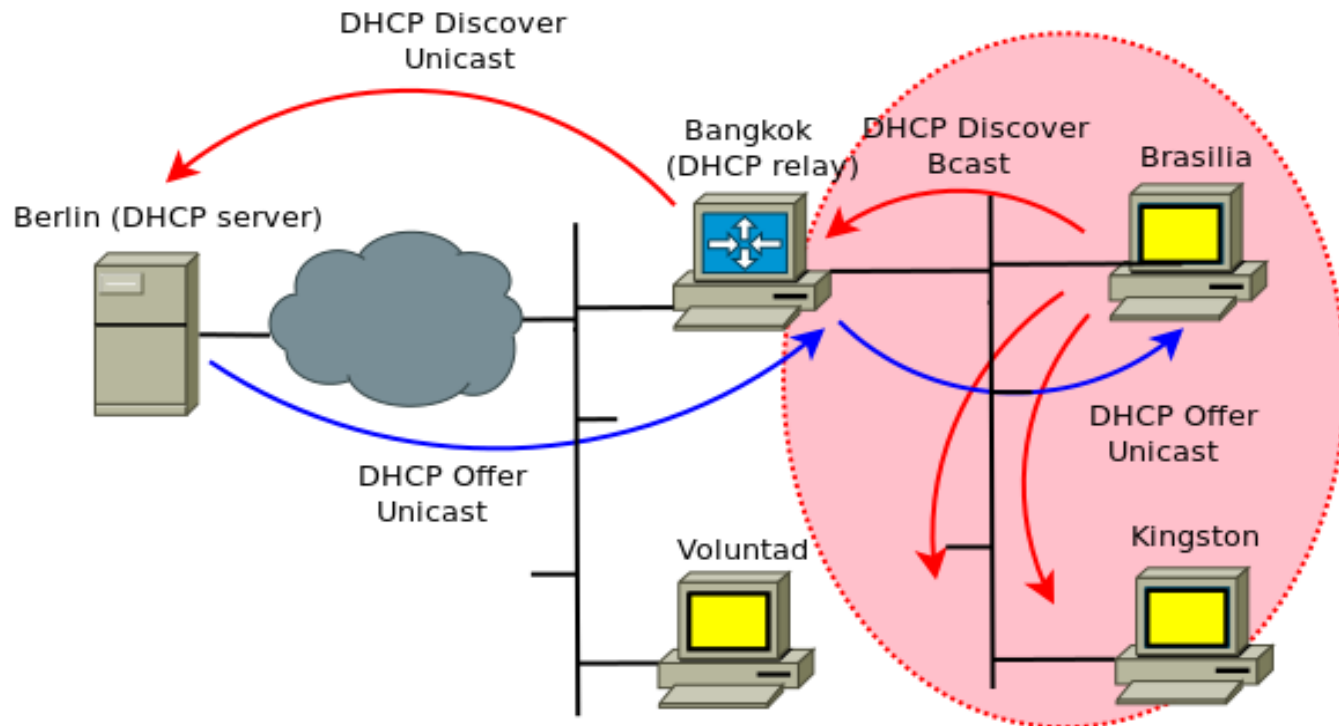 DHCP Discover
Unicast
Bangkok
(DHCP relay)
DHCP Discover
Bcast
Brasilia
Berlin (DHCP server)
DHCP Offer
Unicast
DHCP Offer
Unicast
Voluntad
Kingston